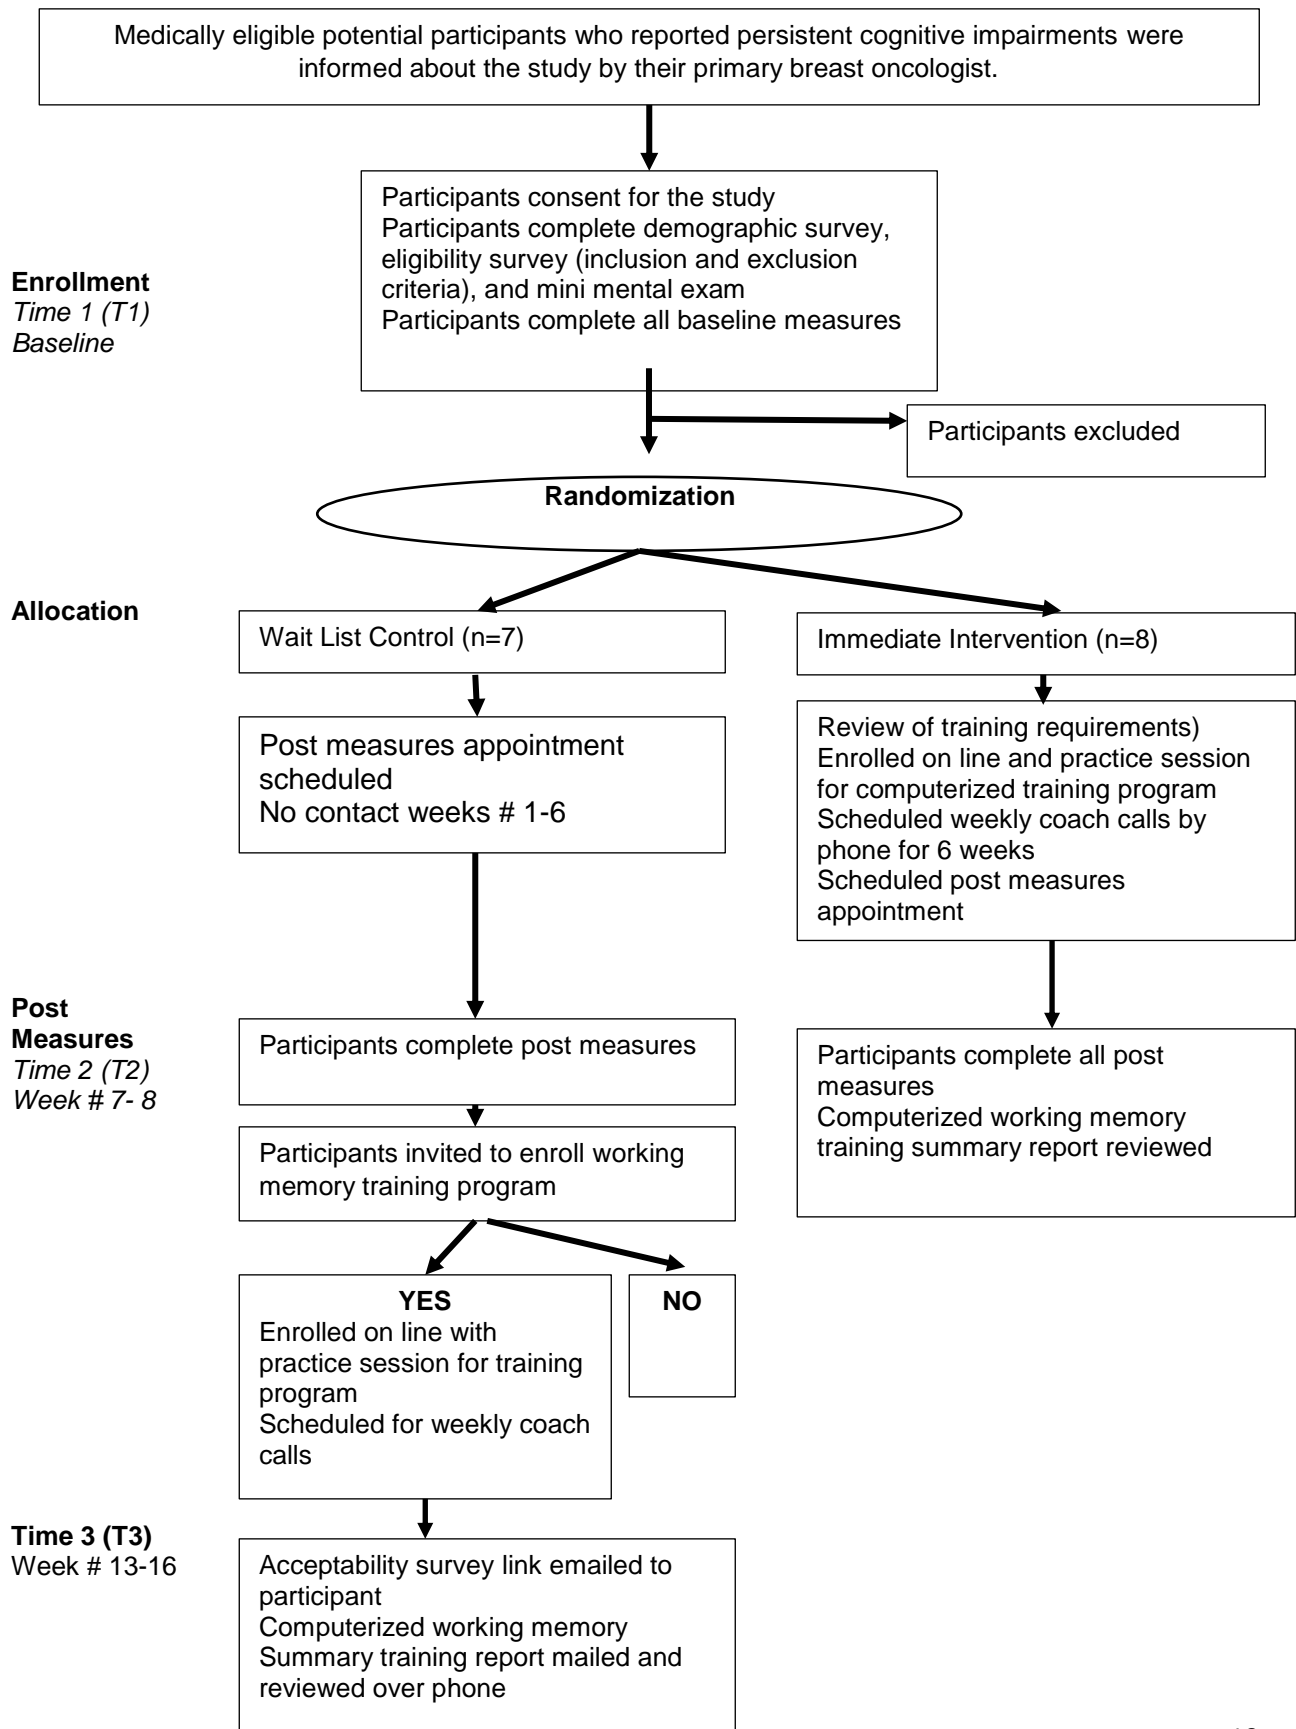 Medically eligible potential participants who reported persistent cognitive impairments were
informed about the study by their primary breast oncologist.
Participants consent for the study
Participants complete demographic survey,
eligibility survey (inclusion and exclusion
criteria), and mini mental exam
Participants complete all baseline measures
Enrollment
Time 1 (T1)
Baseline
Participants excluded
Randomization
Allocation
Wait List Control (n=7)
Immediate Intervention (n=8)
Post measures appointment
scheduled
No contact weeks # 1-6
Review of training requirements)
Enrolled on line and practice session
for computerized training program
Scheduled weekly coach calls by
phone for 6 weeks
Scheduled post measures
appointment
Post
Measures
Time 2 (T2)
Week # 7- 8
Participants complete post measures
Participants complete all post
measures
Computerized working memory
training summary report reviewed
Participants invited to enroll working
memory training program
YES
Enrolled on line with
practice session for training
program
Scheduled for weekly coach
calls
NO
Time 3 (T3)
Week # 13-16
Acceptability survey link emailed to
participant
Computerized working memory
Summary training report mailed and
reviewed over phone